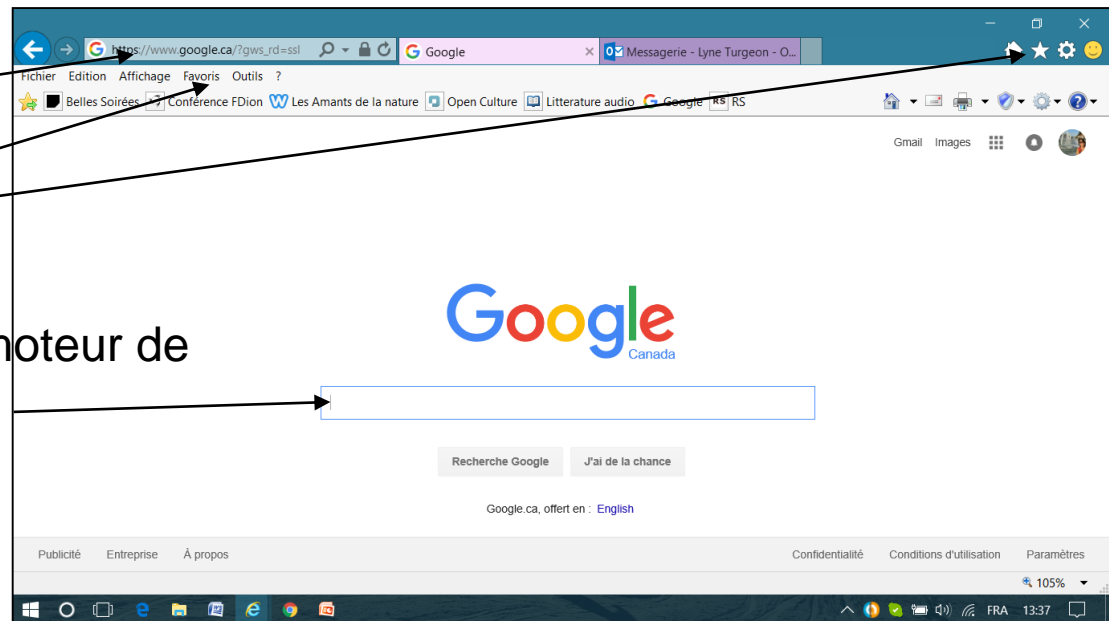 https://www.google.ca/?gws_rd=ssl Google Messagerie - Lyne Turgeon - O...
Fichier Edition Affichage Favoris Outils ?
Belles Soirées Conférence FDion Les Amants de la nature Open Culture Litterature audio Google RS RS
Gmail Images
Google
Canada
moteur de
Recherche Google J'ai de la chance
Google.ca, offert en : English
Publicité Entreprise À propos Confidentialité Conditions d'utilisation Paramètres
105%
FRA 13:37